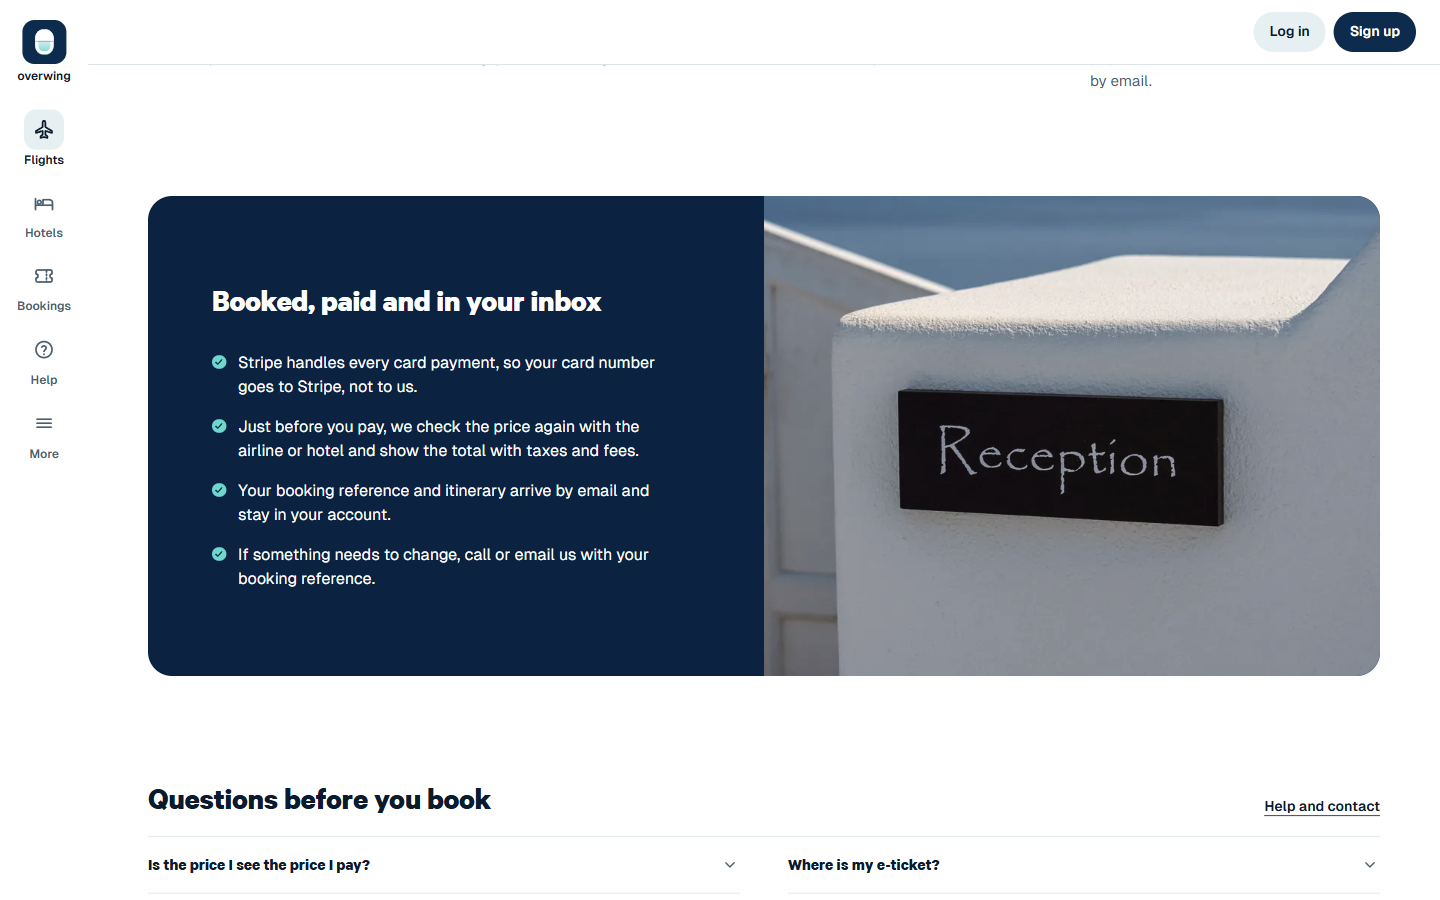 Log in
Sign up
overwing
by email.
Flights
Hotels
Bookings
Help
More
Booked, paid and in your inbox
Stripe handles every card payment, so your card number
goes to Stripe, not to us.
Just before you pay, we check the price again with the
airline or hotel and show the total with taxes and fees.
Your booking reference and itinerary arrive by email and
stay in your account.
If something needs to change, call or email us with your
booking reference.
Reception
Questions before you book
Help and contact
Is the price I see the price I pay?
Where is my e-ticket?